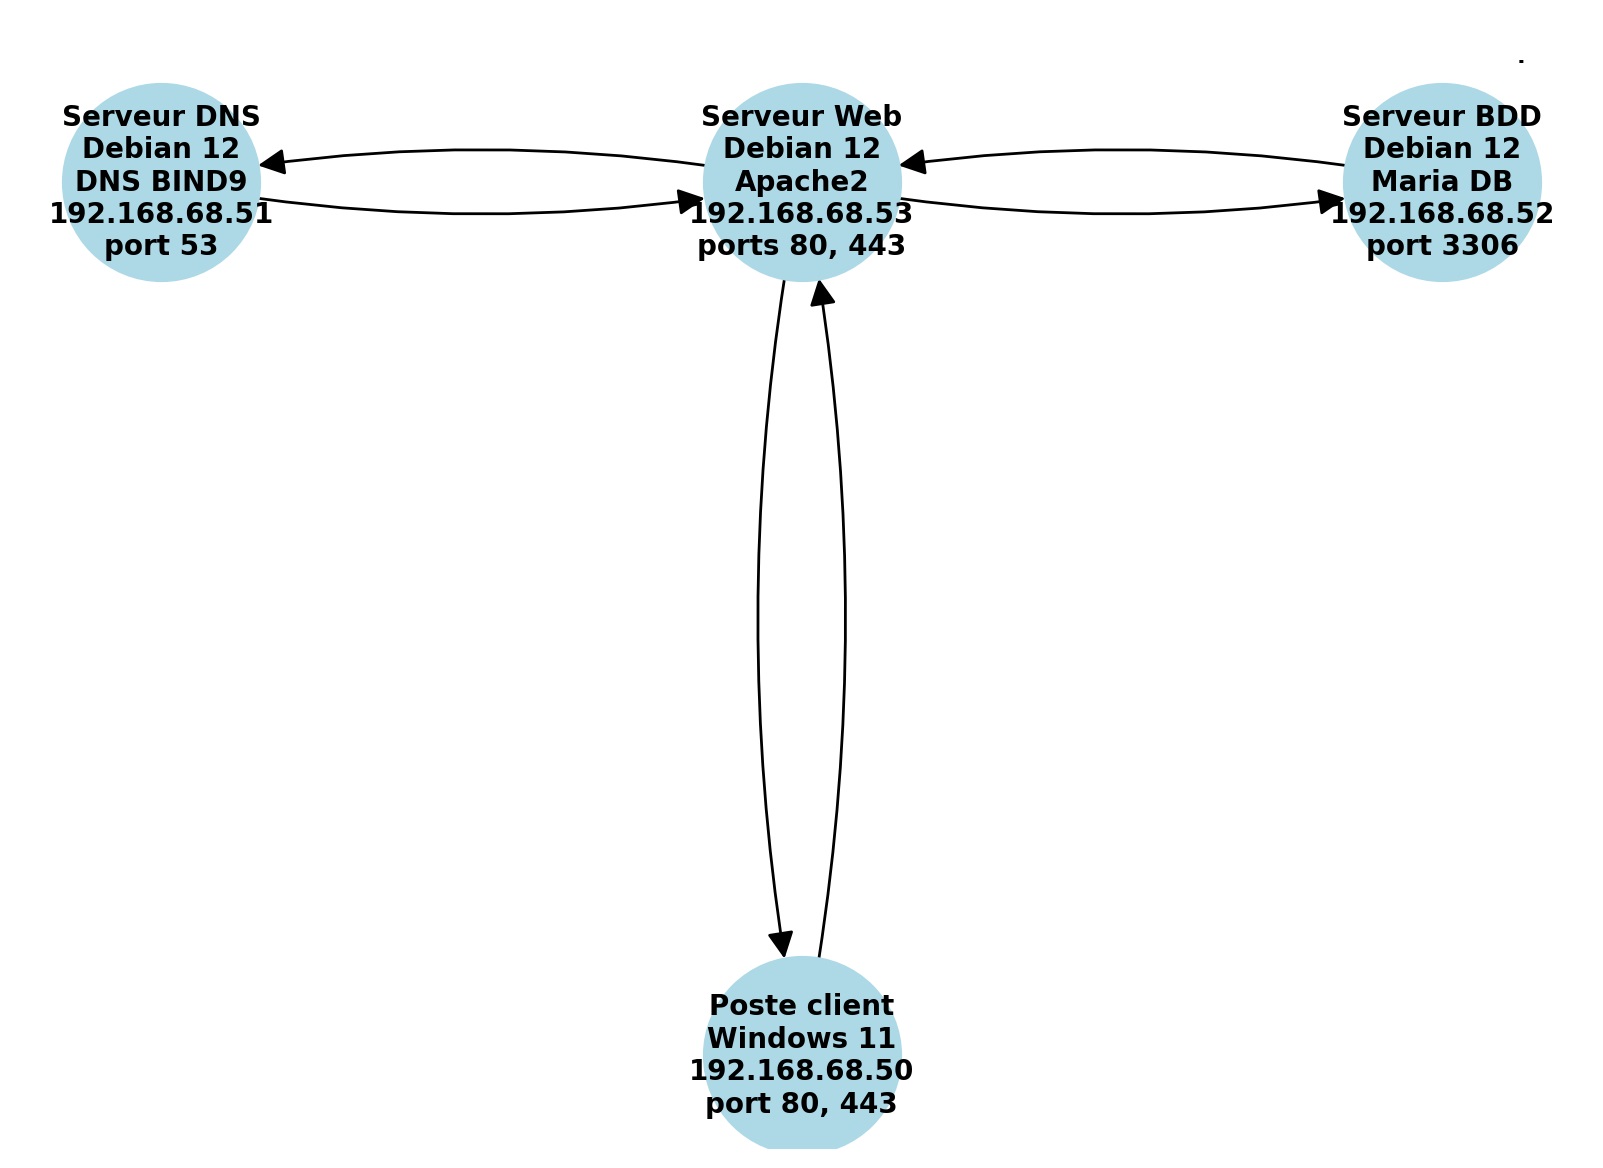 Serveur DNS
Debian 12
DNS BIND9
192.168.68.51
port 53
Serveur Web
Debian 12
Apache2
192.168.68.53
ports 80, 443
.
Serveur BDD
Debian 12
Maria DB
192.168.68.52
port 3306
Poste client
Windows 11
192.168.68.50
port 80, 443